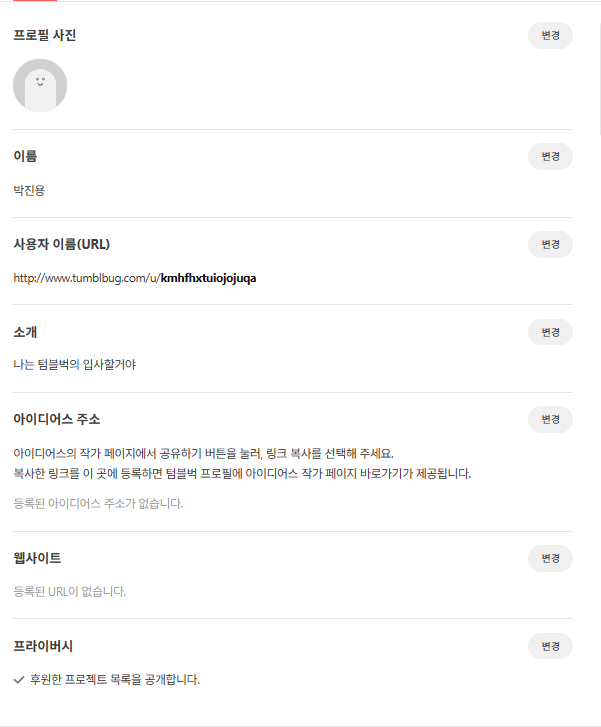 프로필 사진
변경
이름
변경
박진용
사용자 이름(URL)
변경
http://www.tumblbug.com/u/kmhfhxtuiojojuqa
소개
변경
나는 텀블벅의 입사할거야
아이디어스 주소
변경
아이디어스의 작가 페이지에서 공유하기 버튼을 눌러, 링크 복사를 선택해 주세요.
복사한 링크를 이 곳에 등록하면 텀블벅 프로필에 아이디어스 작가 페이지 바로가기가 제공됩니다.
등록된 아이디어스 주소가 없습니다.
웹사이트
변경
등록된 URL이 없습니다.
프라이버시
변경
후원한 프로젝트 목록을 공개합니다.